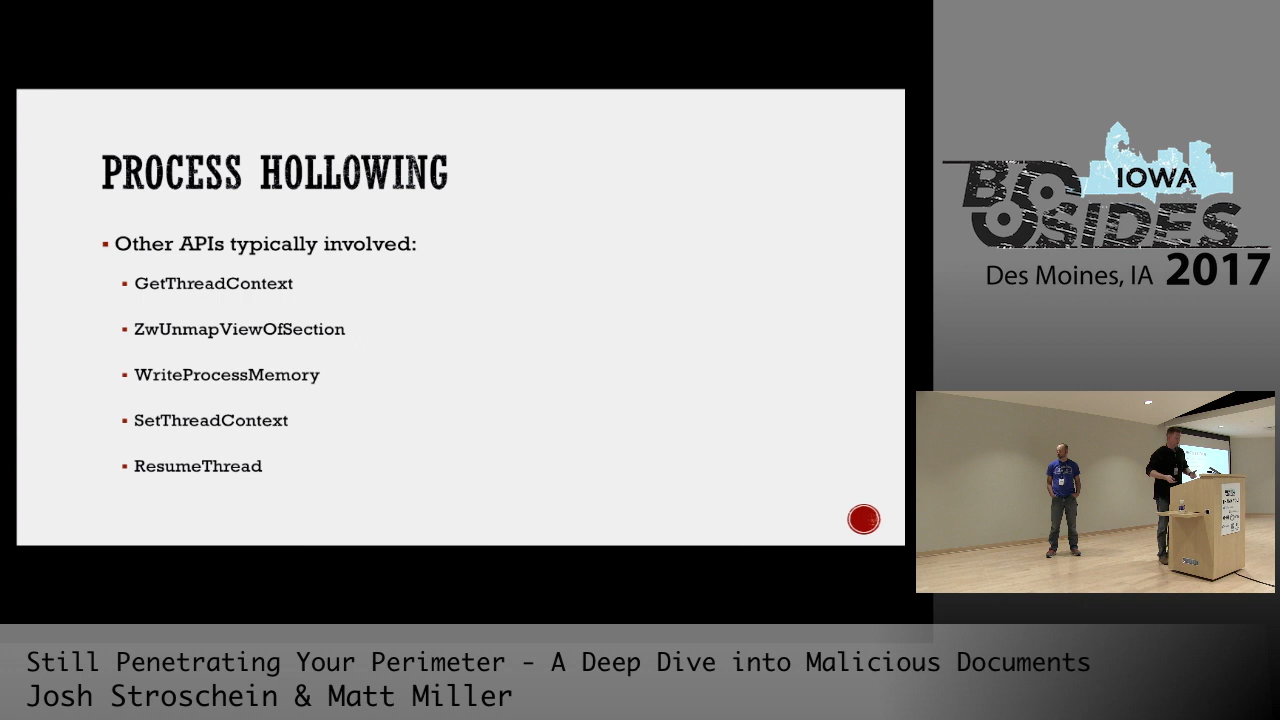 PROCESS HOLLOWING
Other APIs typically involved:
GetThreadContext
ZwUnmapViewOfSection
WriteProcessMemory
SetThreadContext
ResumeThread
IOWA
BSIDES
Des Moines, IA 2017
Still Penetrating Your Perimeter - A Deep Dive into Malicious Documents
Josh Stroschein & Matt Miller